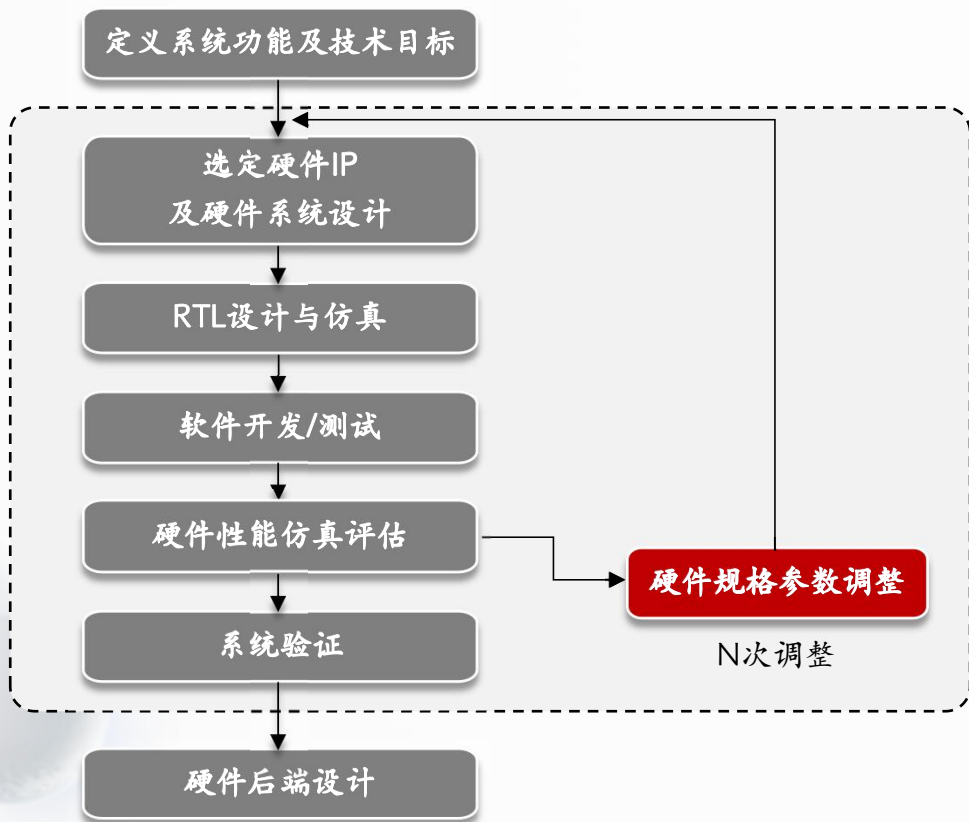 定义系统功能及技术目标
选定硬件IP
及硬件系统设计
RTL设计与仿真
软件开发/测试
硬件性能仿真评估
硬件规格参数调整
N次调整
系统验证
硬件后端设计